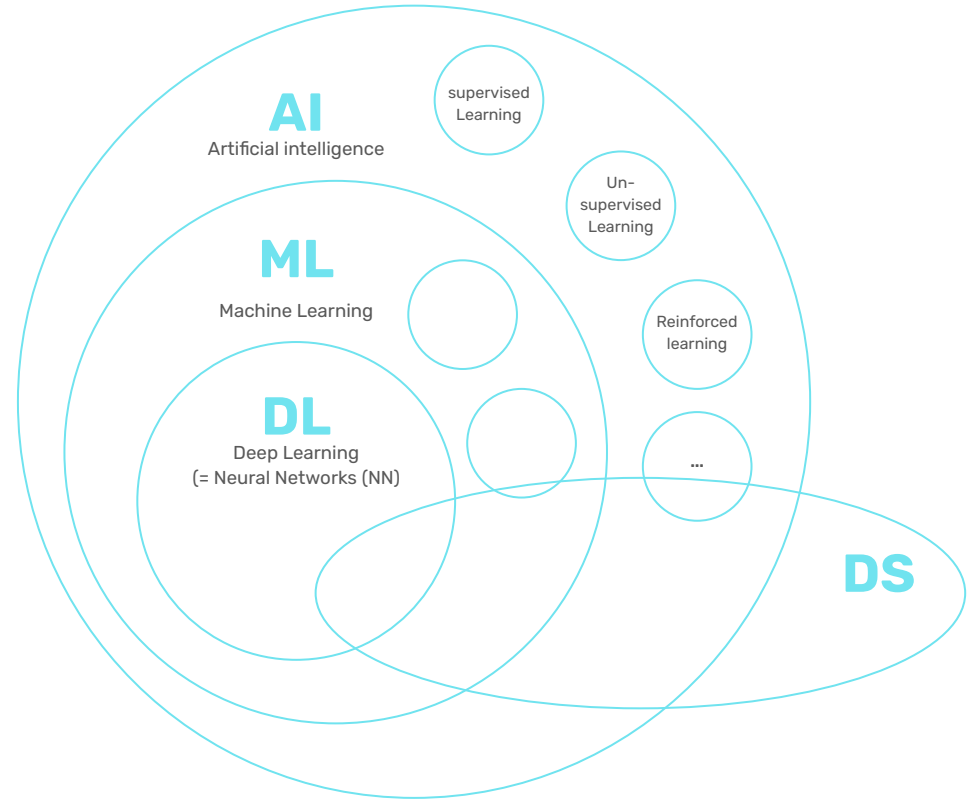 AI
Artificial intelligence
supervised
Learning
Un-
supervised
Learning
ML
Machine Learning
Reinforced
learning
DL
Deep Learning
(= Neural Networks (NN)
...
DS